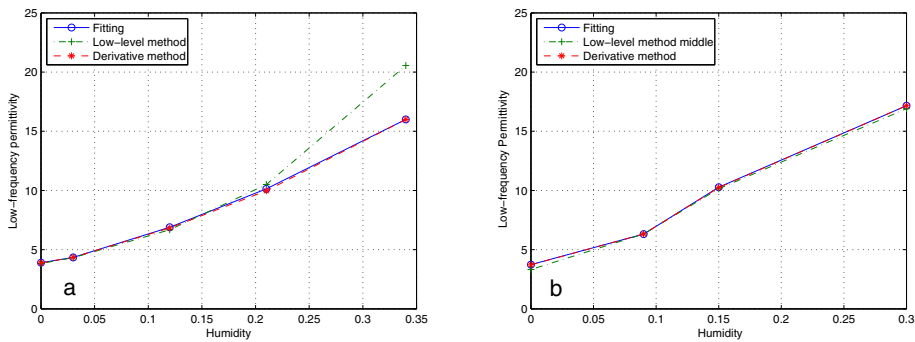 25
20
15
10
5
0
Low-frequency permittivity
Fitting
Low-level method
Derivative method
a
0 0.05 0.1 0.15 0.2 0.25 0.3 0.35
Humidity
25
20
15
10
5
0
Low-frequency Permittivity
Fitting
Low-level method middle
Derivative method
b
0 0.05 0.1 0.15 0.2 0.25 0.3
Humidity